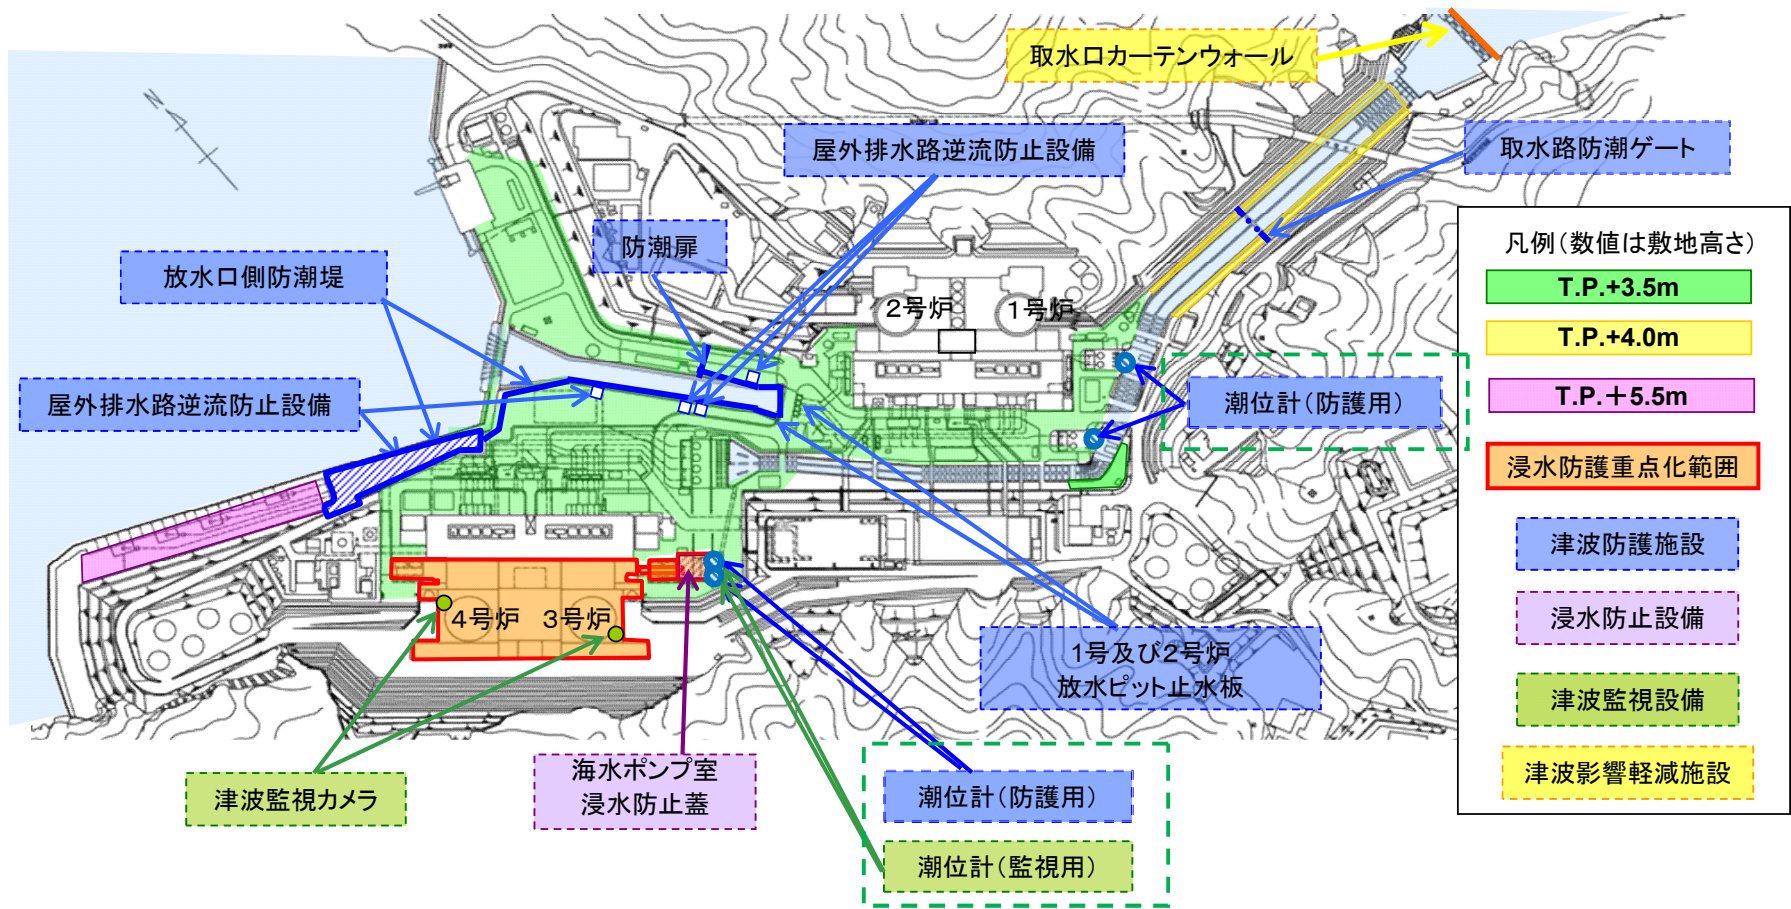 取水口カーテンウォール
N
屋外排水路逆流防止設備
取水路防潮ゲート
防潮扉
放水口側防潮堤
2号炉
1号炉
屋外排水路逆流防止設備
潮位計(防護用)
4号炉
3号炉
1号及び2号炉
放水ピット止水板
津波監視カメラ
海水ポンプ室
浸水防止蓋
潮位計(防護用)
潮位計(監視用)
凡例(数値は敷地高さ)
T.P.+3.5m
T.P.+4.0m
T.P.+5.5m
浸水防護重点化範囲
津波防護施設
浸水防止設備
津波監視設備
津波影響軽減施設